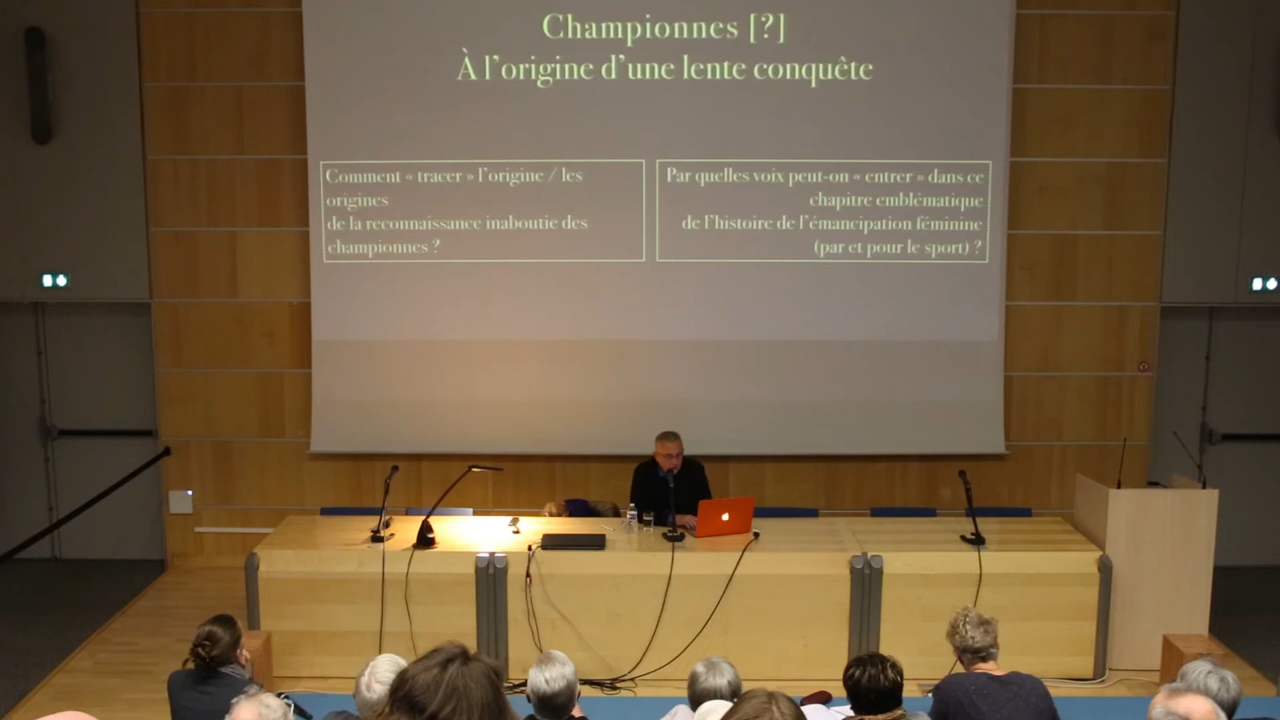 Championnes [?]
À l'origine d'une lente conquête
Comment « tracer » l'origine / les
origines
de la reconnaissance inaboutie des
championnes ?
Par quelles voix peut-on « entrer » dans ce
chapitre emblématique
de l'histoire de l'émancipation féminine
(par et pour le sport) ?